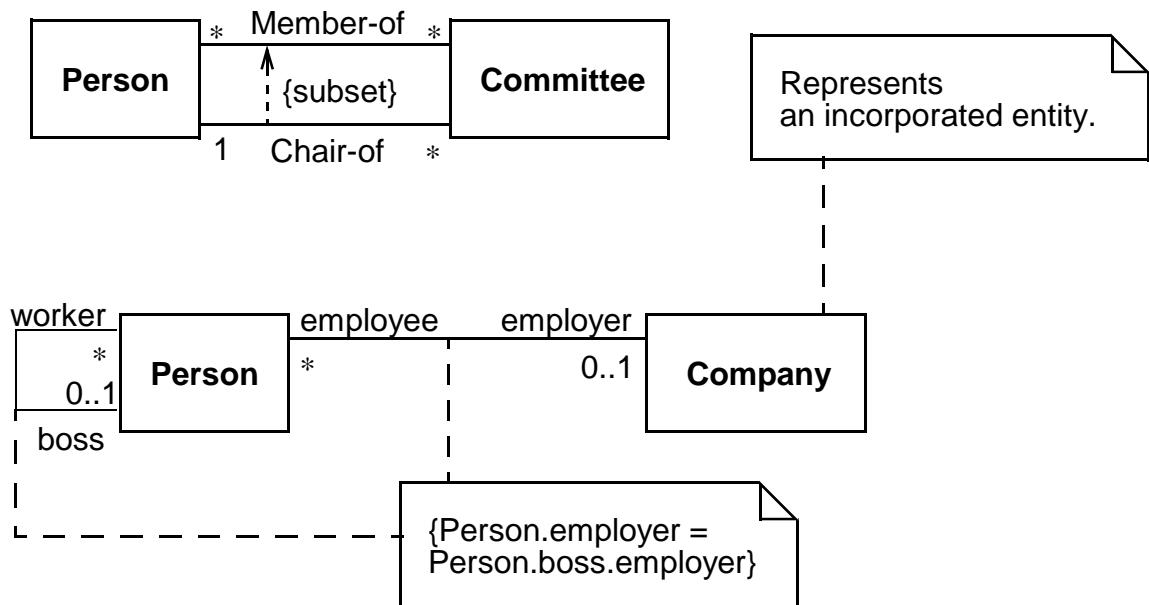 * Member-of *
Person
Committee
{subset}
1 Chair-of *
Represents
an incorporated entity.
worker
*
0..1
boss
Person
employee
*
employer
0..1
Company
{Person.employer =
Person.boss.employer}